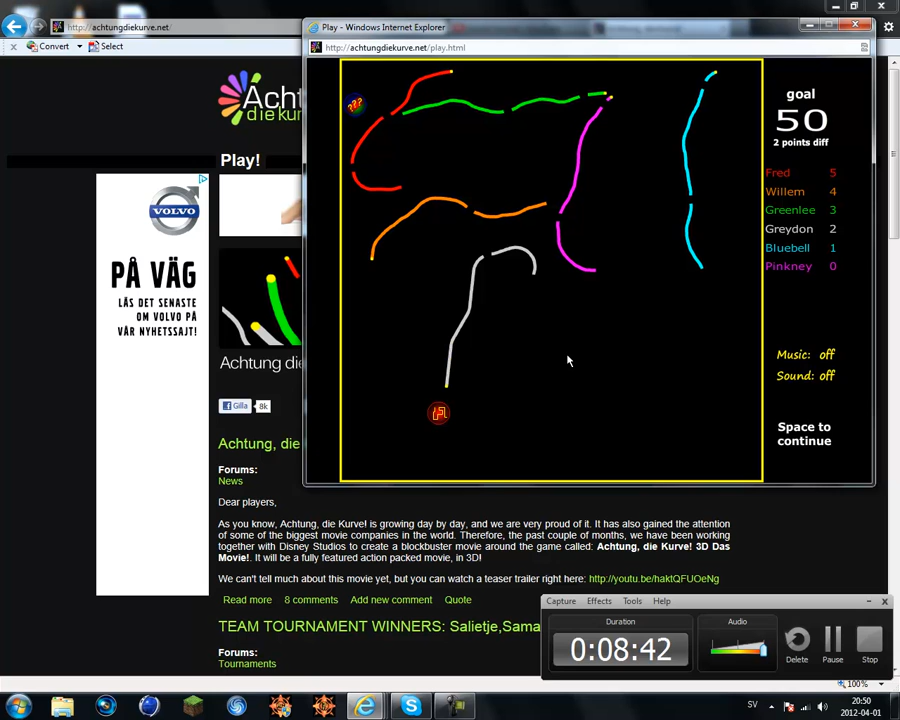 http://achtungdiekurve.net/
Convert
Select
Play - Windows Internet Explorer
http://achtungdiekurve.net/play.html
Acht
die kur
???
goal
50
2 points diff
Play!
Fred 5
Willem 4
Greenlee 3
Greydon 2
Bluebell 1
Pinkney 0
VOLVO
PÅ VÄG
LÄS DET SENASTE
OM VOLVO PÅ
VÅR NYHETSSAJT!
Music: off
Sound: off
Achtung die
Space to
continue
Gilla
8k
Achtung, die
Forums:
News
Dear players,
As you know, Achtung, die Kurve! is growing day by day, and we are very proud of it. It has also gained the attention
of some of the biggest movie companies in the world. Therefore, the past couple of months, we have been working
together with Disney Studios to create a blockbuster movie around the game called: Achtung, die Kurve! 3D Das
Movie!. It will be a fully featured action packed movie, in 3D!
We can't tell much about this movie yet, but you can watch a teaser trailer right here: http://youtu.be/haktQFUOeNg
Read more
8 comments
Add new comment
Quote
TEAM TOURNAMENT WINNERS: Salietje,Sama
Forums:
Tournaments
Capture
Effects
Tools
Help
Duration
Audio
0:08:42
Delete
Pause
Stop
100%
SV
20:50
2012-04-01